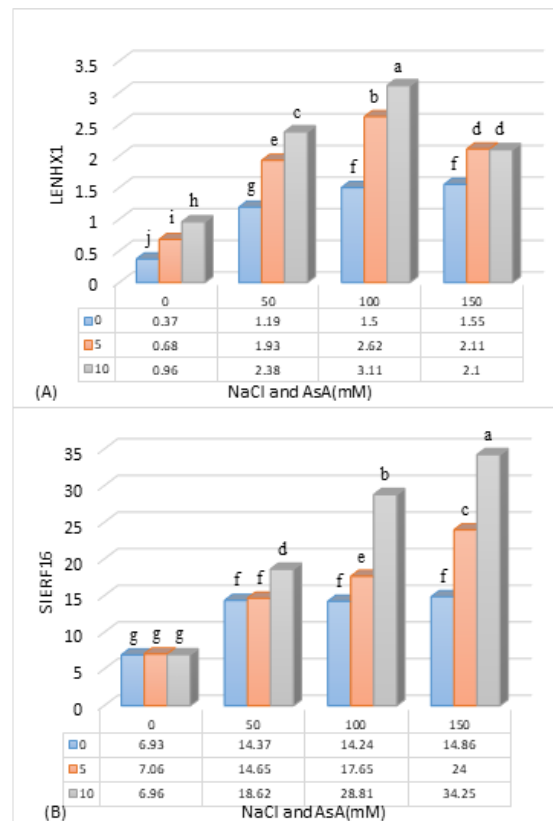 3.5
3
2.5
2
1.5
1
0.5
0
LENHX1
j i h
g e c
f b a
f d d
0 50 100 150
0 0.37 1.19 1.5 1.55
5 0.68 1.93 2.62 2.11
10 0.96 2.38 3.11 2.1
(A) NaCl and AsA(mM)
35
30
25
20
15
10
5
0
SIERF16
g g g
f f d
f e b
f c a
0 50 100 150
0 6.93 14.37 14.24 14.86
5 7.06 14.65 17.65 24
10 6.96 18.62 28.81 34.25
(B) NaCl and AsA(mM)